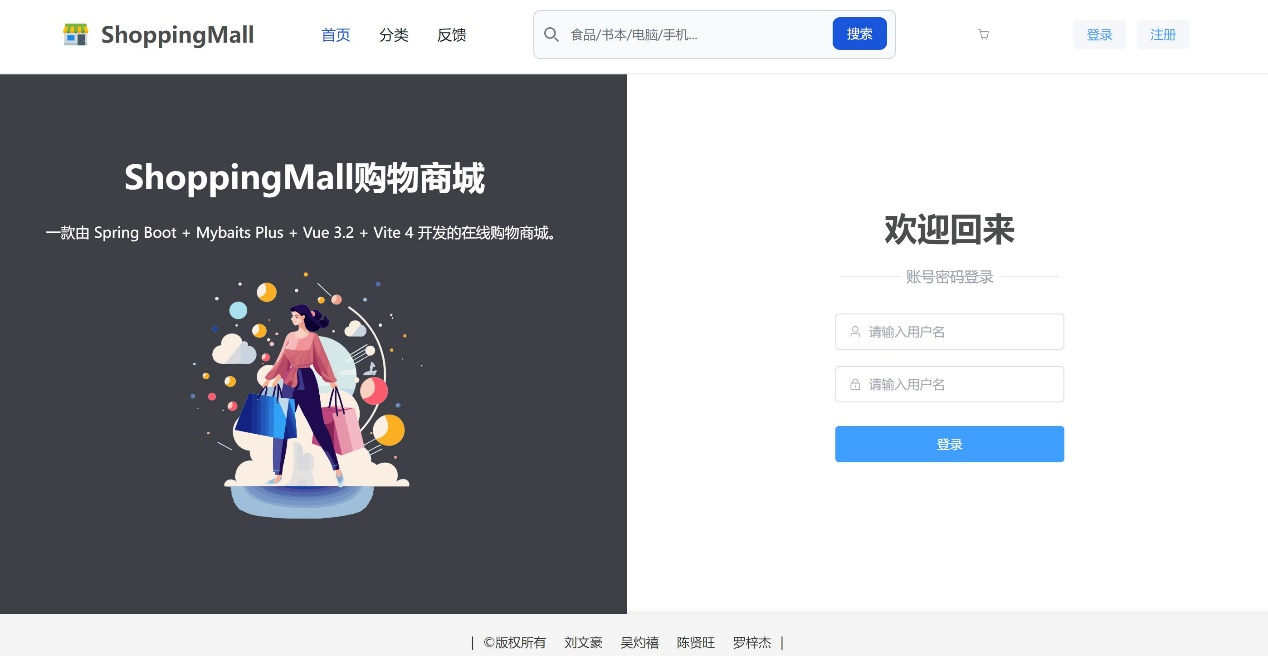 ShoppingMall 首页 分类 反馈 食品/书本/电脑/手机... 搜索 登录 注册
ShoppingMall购物商城
一款由 Spring Boot + Mybaits Plus + Vue 3.2 + Vite 4 开发的在线购物商城。
欢迎回来
账号密码登录
请输入用户名
请输入用户名
登录
| ©版权所有 刘文豪 吴灼禧 陈贤旺 罗梓杰 |